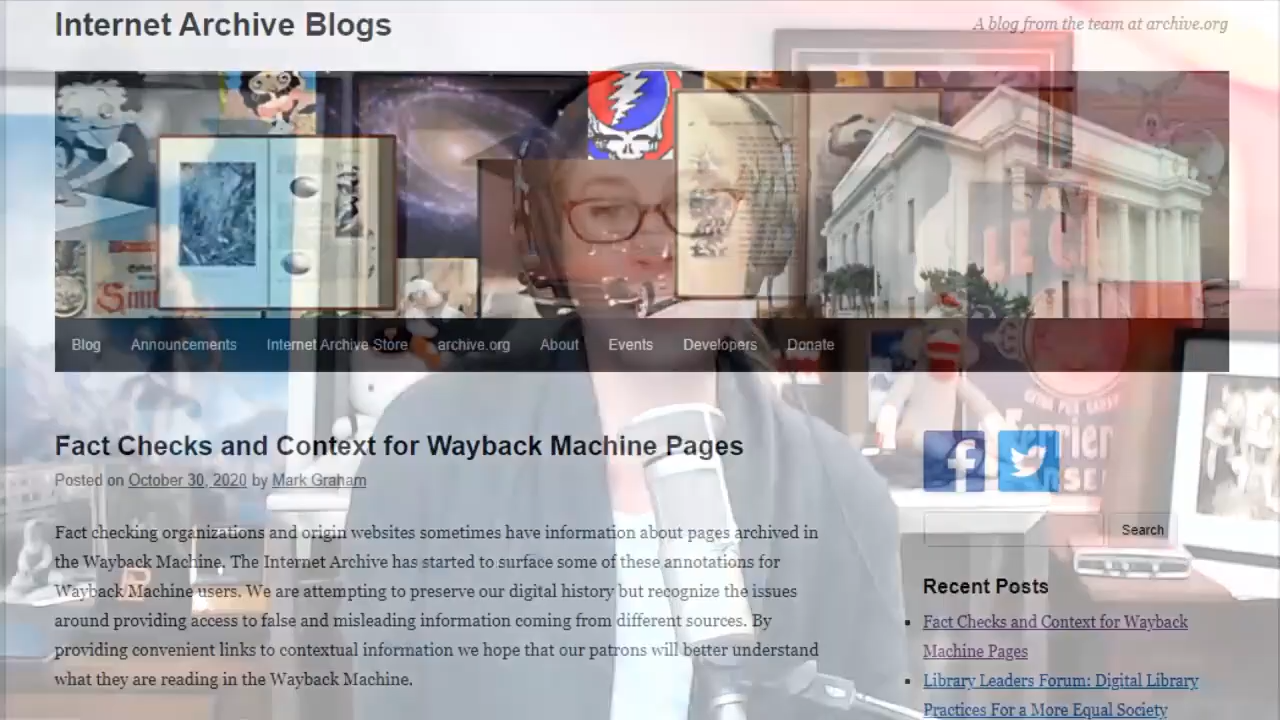 Internet Archive Blogs
A blog from the team at archive.org
Blog Announcements Internet Archive Store archive.org About Events Developers Donate
Fact Checks and Context for Wayback Machine Pages
Posted on October 30, 2020 by Mark Graham
Fact checking organizations and origin websites sometimes have information about pages archived in
the Wayback Machine. The Internet Archive has started to surface some of these annotations for
Wayback Machine users. We are attempting to preserve our digital history but recognize the issues
around providing access to false and misleading information coming from different sources. By
providing convenient links to contextual information we hope that our patrons will better understand
what they are reading in the Wayback Machine.
Search
Recent Posts
Fact Checks and Context for Wayback
Machine Pages
Library Leaders Forum: Digital Library
Practices For a More Equal Society